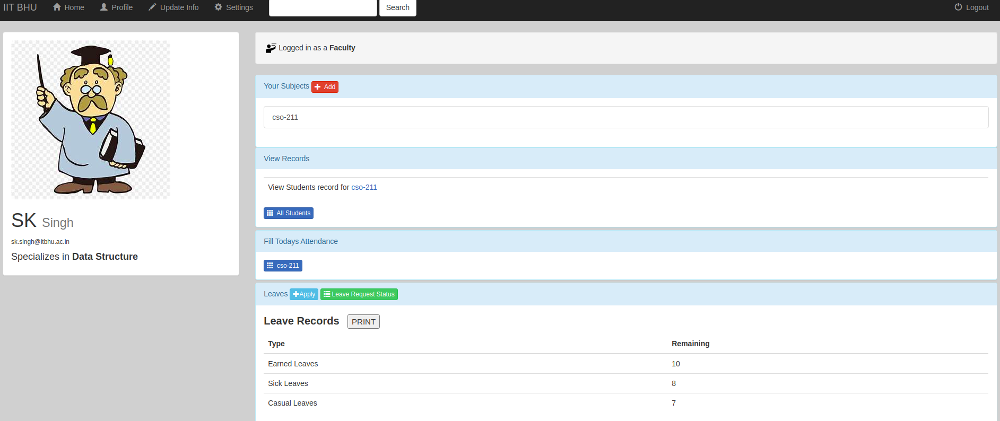 IIT BHU Home Profile Update Info Settings Search Logout
Logged in as a Faculty
SK Singh
sk.singh@itbhu.ac.in
Specializes in Data Structure
Your Subjects Add
cso-211
View Records
View Students record for cso-211
All Students
Fill Todays Attendance
cso-211
Leaves Apply Leave Request Status
Leave Records PRINT
Type Remaining
Earned Leaves 10
Sick Leaves 8
Casual Leaves 7